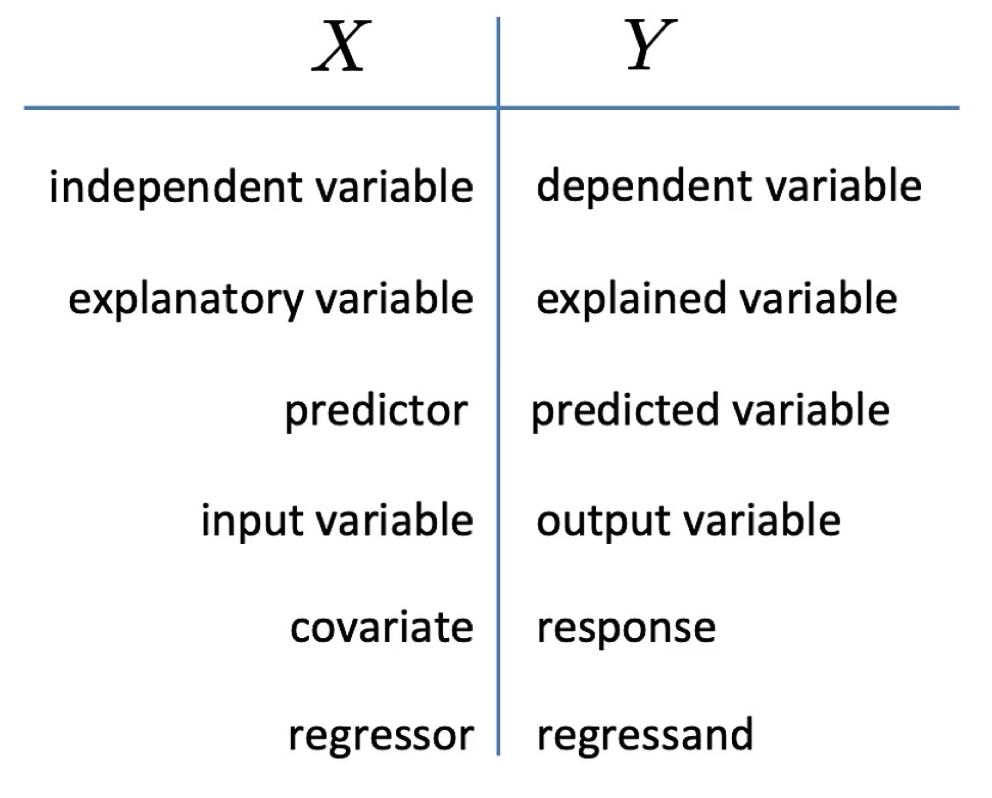 X Y
independent variable dependent variable
explanatory variable explained variable
predictor predicted variable
input variable output variable
covariate response
regressor regressand